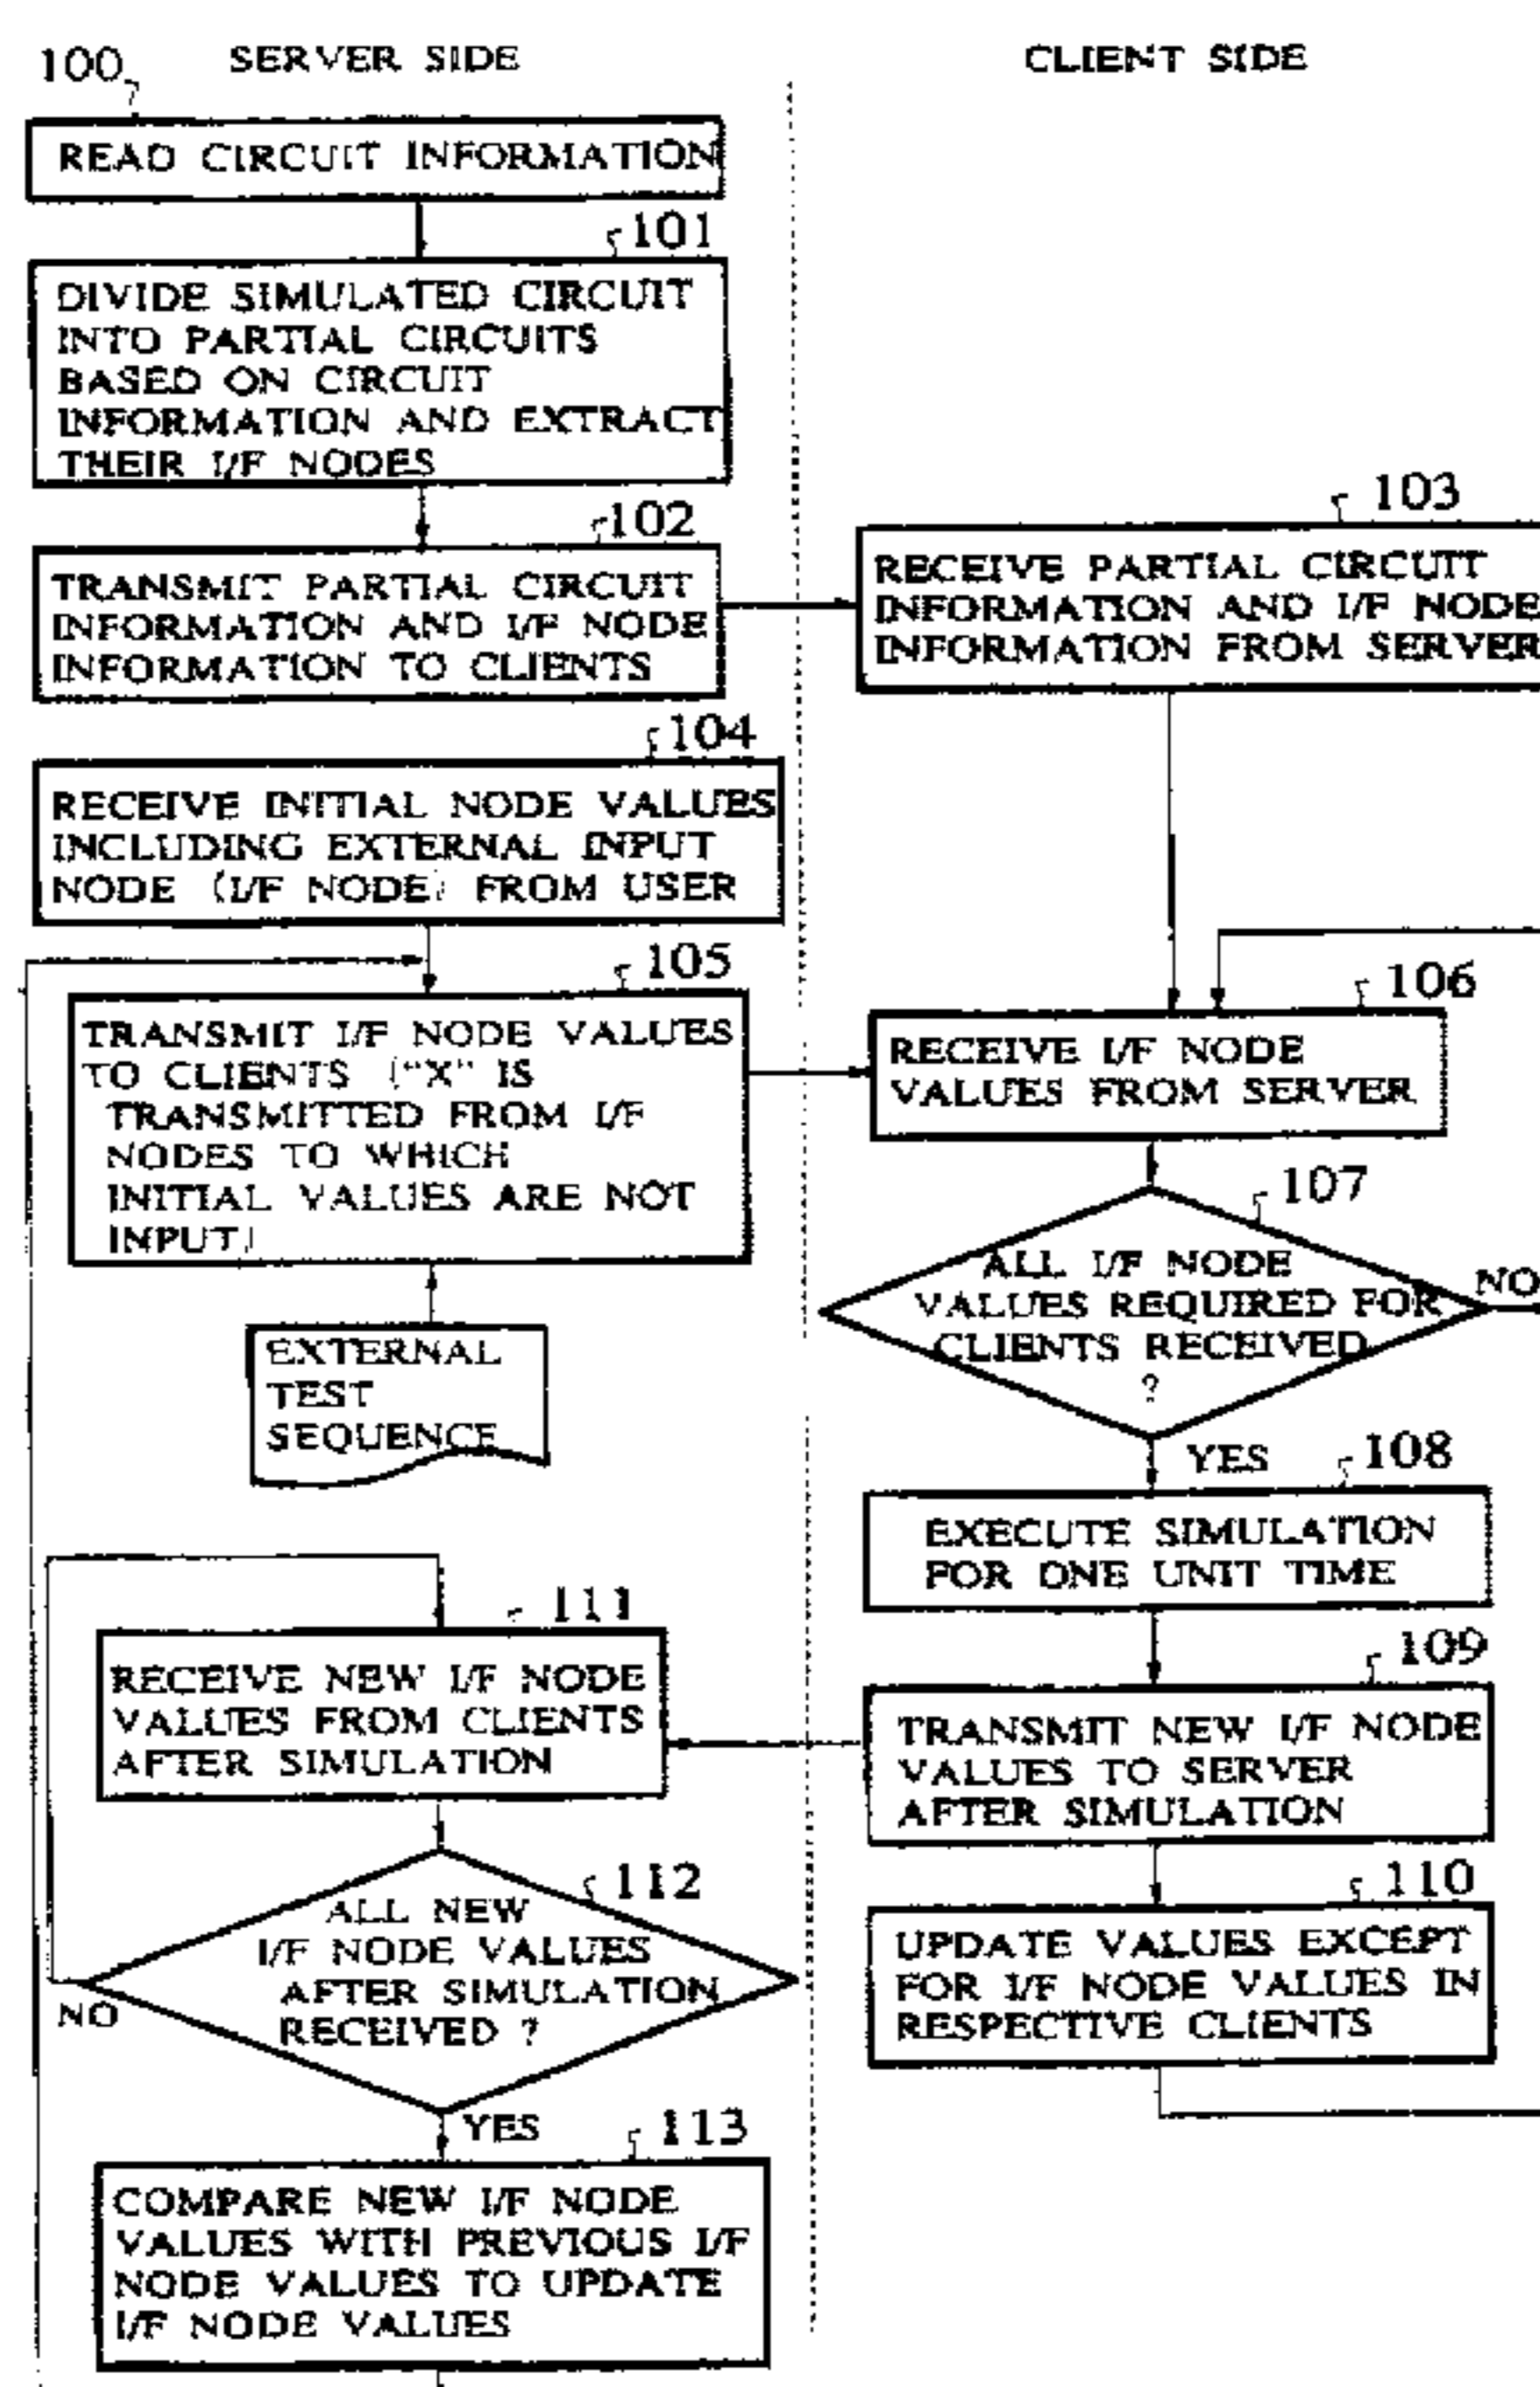 100
SERVER SIDE
CLIENT SIDE
READ CIRCUIT INFORMATION
101
DIVIDE SIMULATED CIRCUIT
INTO PARTIAL CIRCUITS
BASED ON CIRCUIT
INFORMATION AND EXTRACT
THEIR I/F NODES
102
TRANSMIT PARTIAL CIRCUIT
INFORMATION AND I/F NODE
INFORMATION TO CLIENTS
103
RECEIVE PARTIAL CIRCUIT
INFORMATION AND I/F NODE
INFORMATION FROM SERVER
104
RECEIVE INITIAL NODE VALUES
INCLUDING EXTERNAL INPUT
NODE (I/F NODE) FROM USER
105
TRANSMIT I/F NODE VALUES
TO CLIENTS ("X" IS
TRANSMITTED FROM I/F
NODES TO WHICH
INITIAL VALUES ARE NOT
INPUT)
106
RECEIVE I/F NODE
VALUES FROM SERVER
107
ALL I/F NODE
VALUES REQUIRED FOR
CLIENTS RECEIVED
?
NO
YES
EXTERNAL
TEST
SEQUENCE
108
EXECUTE SIMULATION
FOR ONE UNIT TIME
109
TRANSMIT NEW I/F NODE
VALUES TO SERVER
AFTER SIMULATION
110
UPDATE VALUES EXCEPT
FOR I/F NODE VALUES IN
RESPECTIVE CLIENTS
111
RECEIVE NEW I/F NODE
VALUES FROM CLIENTS
AFTER SIMULATION
112
ALL NEW
I/F NODE VALUES
AFTER SIMULATION
RECEIVED ?
NO
YES
113
COMPARE NEW I/F NODE
VALUES WITH PREVIOUS I/F
NODE VALUES TO UPDATE
I/F NODE VALUES